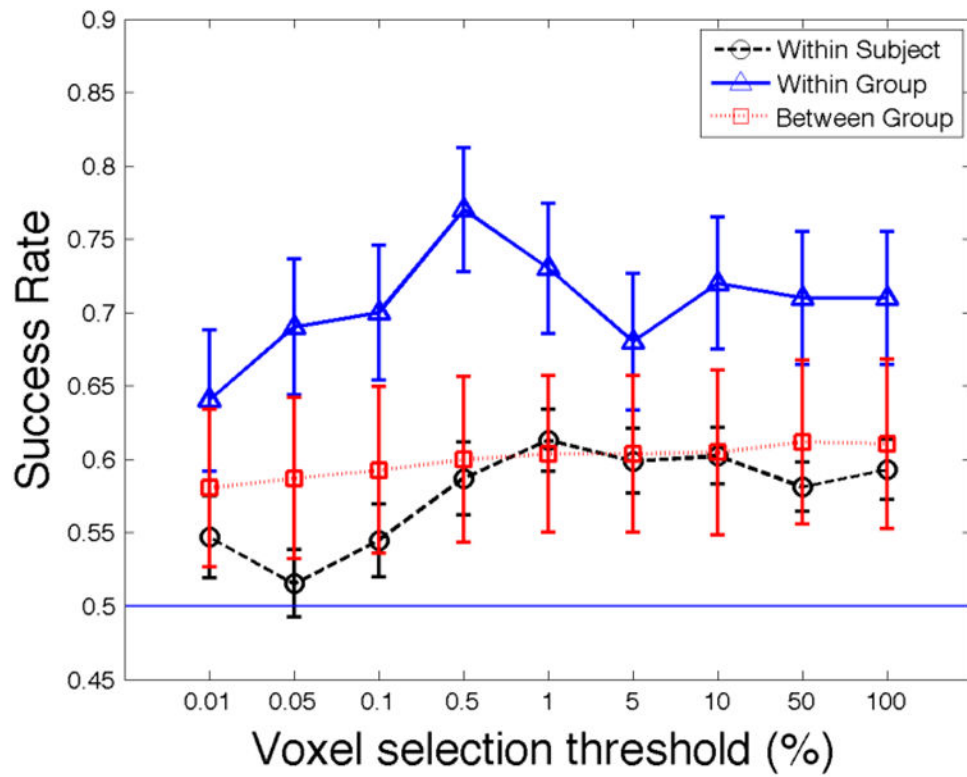 0.9
0.85
0.8
0.75
0.7
0.65
0.6
0.55
0.5
0.45
Success Rate
Within Subject
Within Group
Between Group
0.01 0.05 0.1 0.5 1 5 10 50 100
Voxel selection threshold (%)